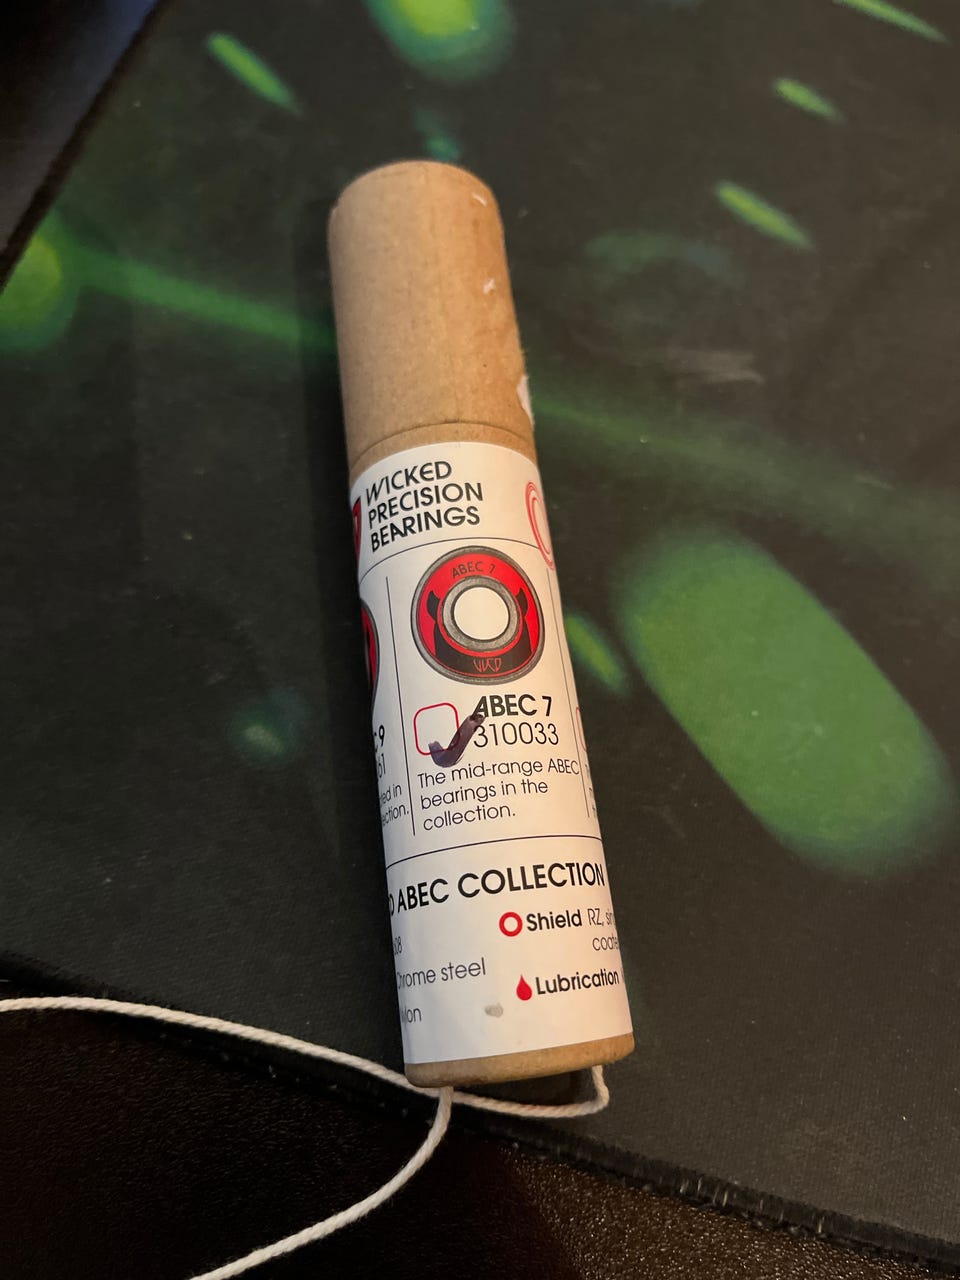 WICKED
PRECISION
BEARINGS
ABEC 7
ABEC 7
310033
The mid-range ABEC
bearings in the
collection.
ABEC COLLECTION
Shield RZ,
Chrome steel
Lubrication